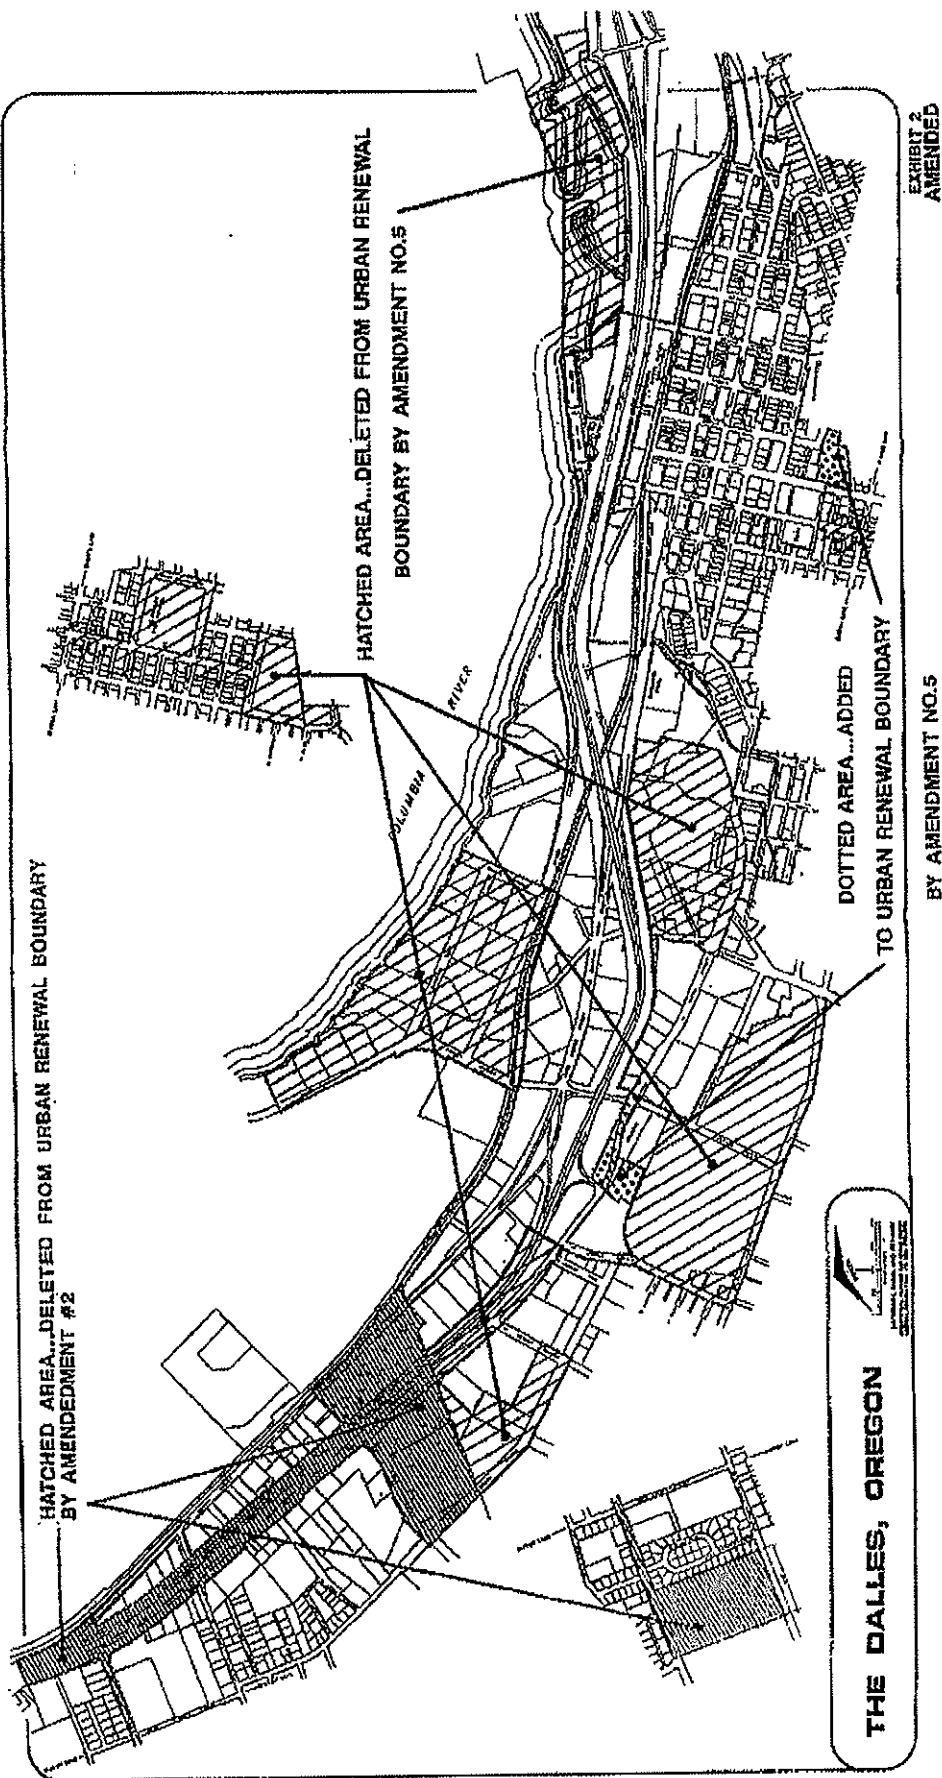 HATCHED AREA...DELETED FROM URBAN RENEWAL BOUNDARY
BY AMENDEDMENT #2
HATCHED AREA...DELETED FROM URBAN RENEWAL
BOUNDARY BY AMENDMENT NO.5
COLUMBIA
RIVER
DOTTED AREA...ADDED
TO URBAN RENEWAL BOUNDARY
BY AMENDMENT NO.5
THE DALLES, OREGON
EXHIBIT 2
AMENDED